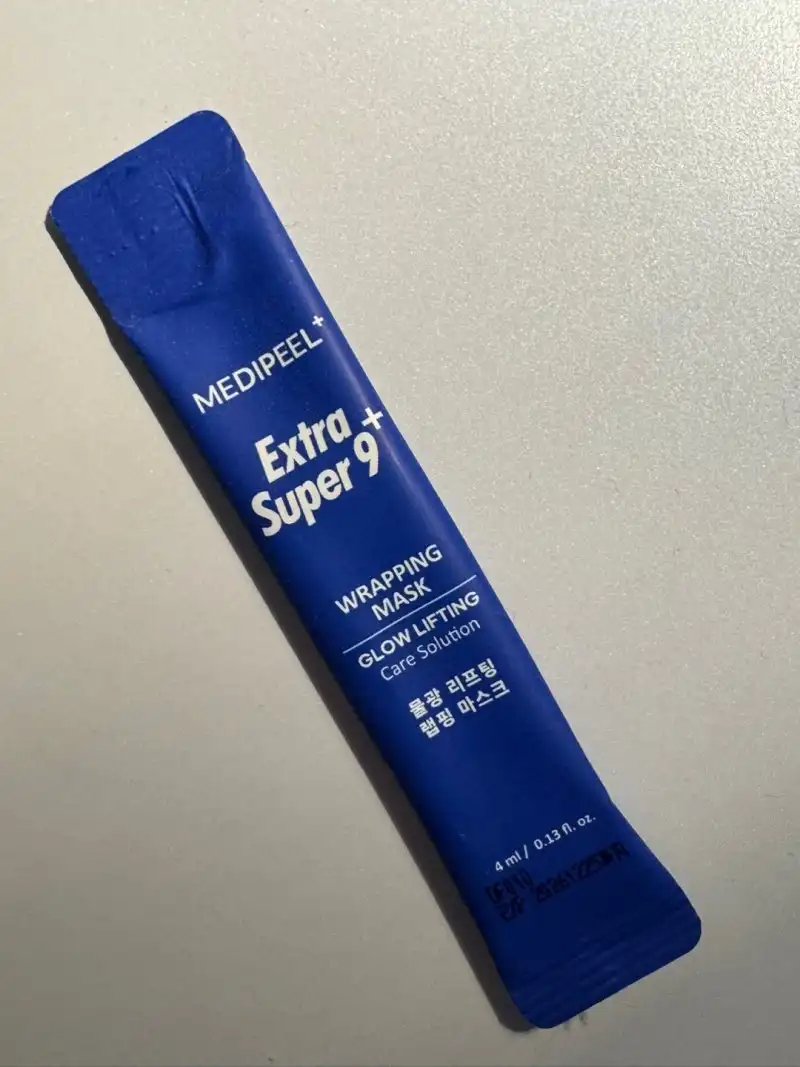 MEDIPEEL+
Extra
Super 9+
WRAPPING
MASK
GLOW LIFTING
Care Solution
물광 리프팅
랩핑 마스크
4 ml / 0.13 fl. oz.